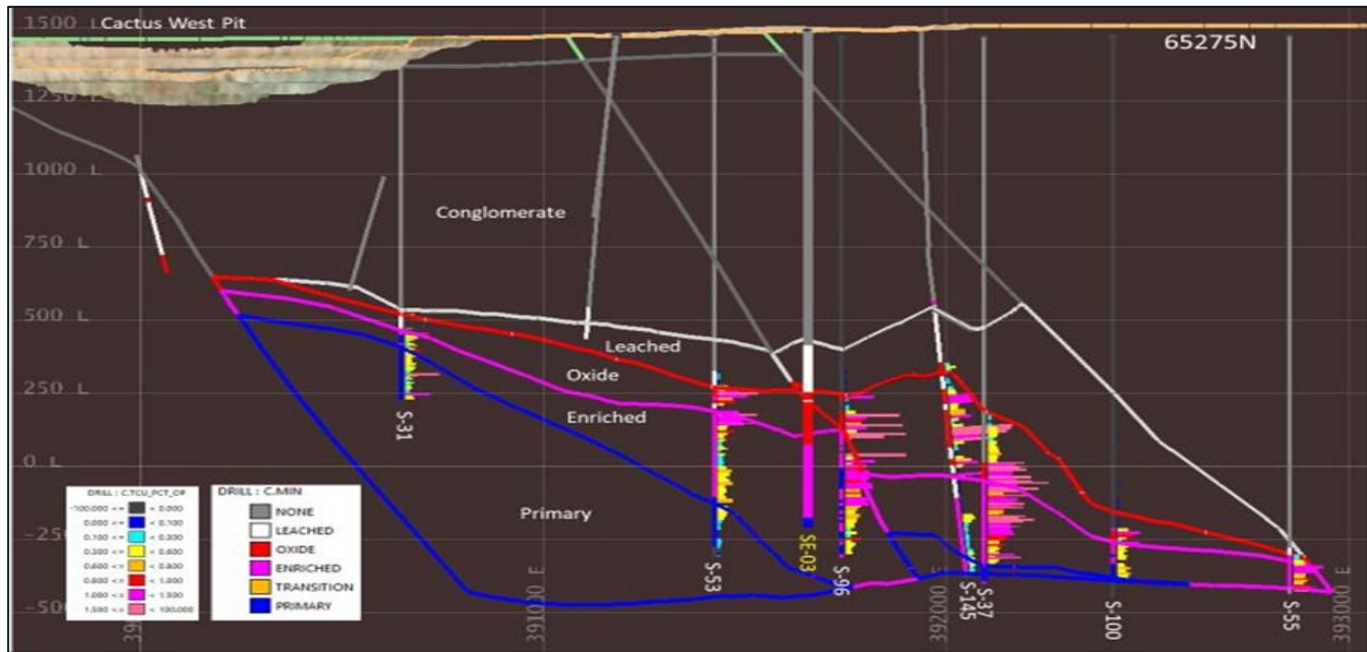 1500 L
Cactus West Pit
65275N
1250 L
1000 L
Conglomerate
750 L
500 L
Leached
Oxide
250 L
Enriched
S-31
0 L
Primary
SE-03
S-53
S-96
S-145
S-37
S-100
S-55
391000 E
392000 E
393000 E
DRILL : C.TCU_PCT_OP
-100.000 <= < 0.000
0.000 <= < 0.100
0.100 <= < 0.300
0.300 <= < 0.600
0.600 <= < 0.800
0.800 <= < 1.000
1.000 <= < 1.500
1.500 <= < 100.000
DRILL : C.MIN
NONE
LEACHED
OXIDE
ENRICHED
TRANSITION
PRIMARY